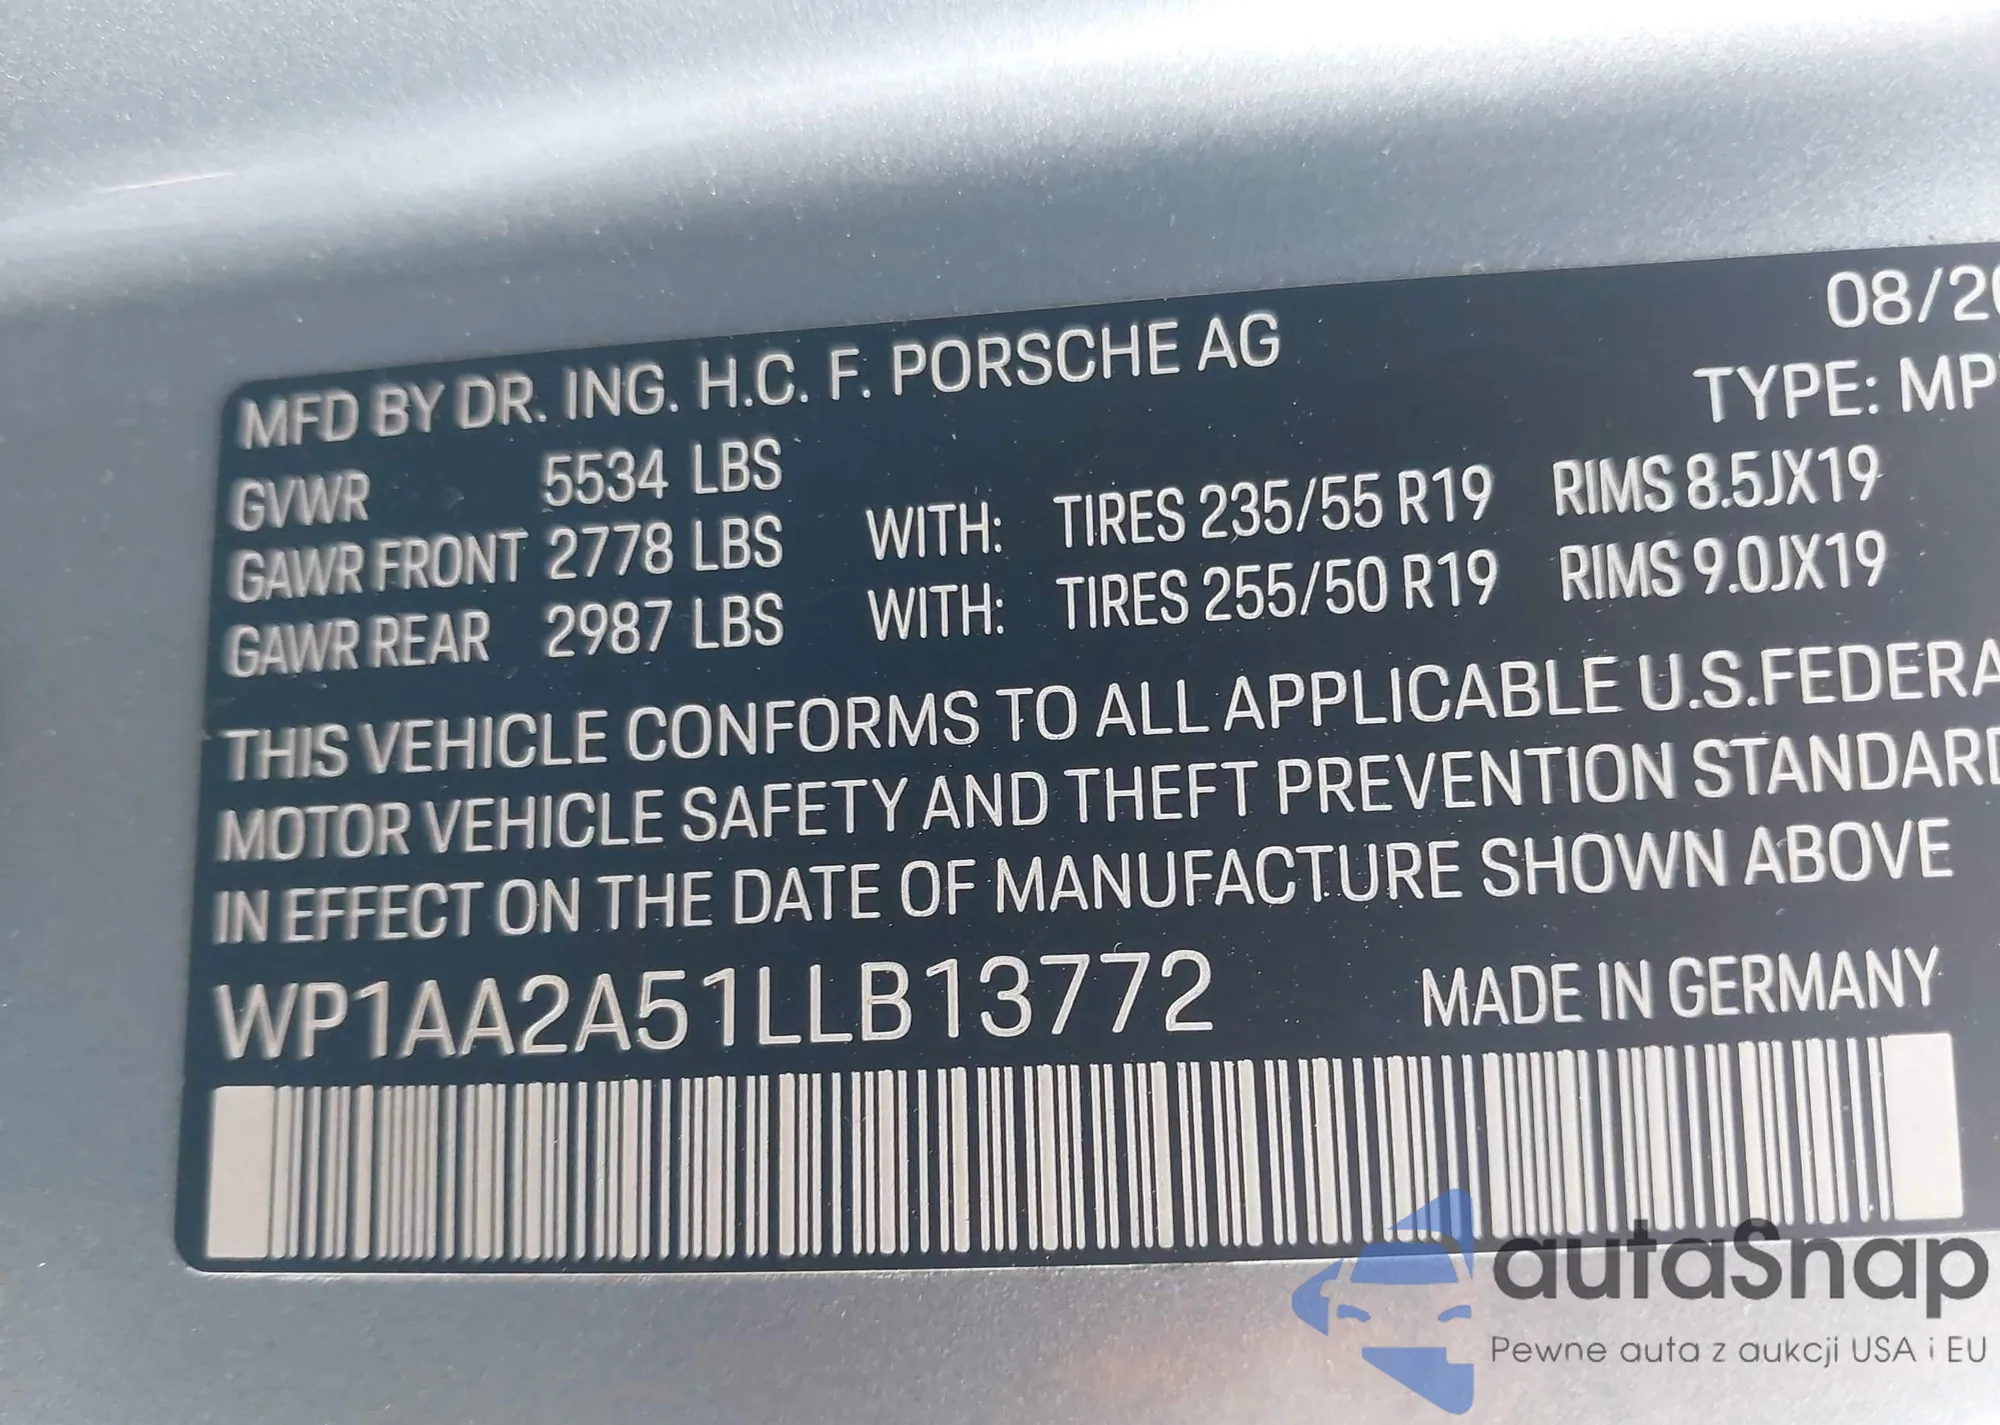 08/20
MFD BY DR. ING. H.C. F. PORSCHE AG
TYPE: MP
GVWR 5534 LBS
GAWR FRONT 2778 LBS WITH: TIRES 235/55 R19 RIMS 8.5JX19
GAWR REAR 2987 LBS WITH: TIRES 255/50 R19 RIMS 9.0JX19
THIS VEHICLE CONFORMS TO ALL APPLICABLE U.S.FEDERA
MOTOR VEHICLE SAFETY AND THEFT PREVENTION STANDARD
IN EFFECT ON THE DATE OF MANUFACTURE SHOWN ABOVE
WP1AA2A51LLB13772 MADE IN GERMANY
autaSnap
Pewne auta z aukcji USA i EU